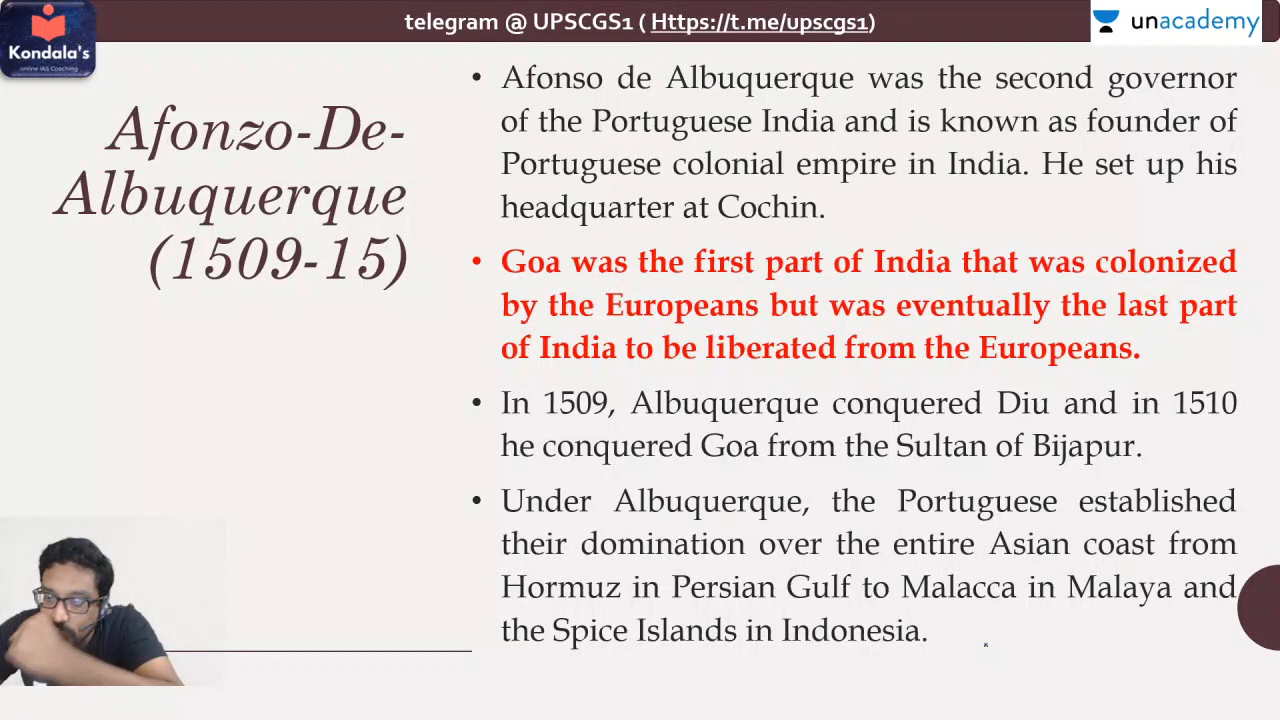 telegram @ UPSCGS1 ( Https://t.me/upscgs1)
unacademy
Kondala's
online IAS Coaching
Afonzo-De-
Albuquerque
(1509-15)
• Afonso de Albuquerque was the second governor
of the Portuguese India and is known as founder of
Portuguese colonial empire in India. He set up his
headquarter at Cochin.
• Goa was the first part of India that was colonized
by the Europeans but was eventually the last part
of India to be liberated from the Europeans.
• In 1509, Albuquerque conquered Diu and in 1510
he conquered Goa from the Sultan of Bijapur.
• Under Albuquerque, the Portuguese established
their domination over the entire Asian coast from
Hormuz in Persian Gulf to Malacca in Malaya and
the Spice Islands in Indonesia.